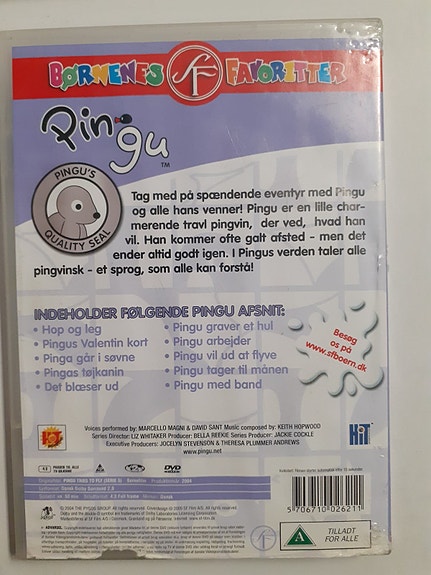 BØRNENES SF FAVORITTER
Pingu™
PINGU'S
QUALITY SEAL
Tag med på spændende eventyr med Pingu
og alle hans venner! Pingu er en lille char-
merende travl pingvin, der ved, hvad han
vil. Han kommer ofte galt afsted - men det
ender altid godt igen. I Pingus verden taler alle
pingvinsk - et sprog, som alle kan forstå!
INDEHOLDER FØLGENDE PINGU AFSNIT:
• Hop og leg
• Pingus Valentin kort
• Pinga går i søvne
• Pingas tøjkanin
• Det blæser ud
• Pingu graver et hul
• Pingu arbejder
• Pingu vil ud at flyve
• Pingu tager til månen
• Pingu med band
Besøg
os på
www.sfboern.dk
Voices performed by: MARCELLO MAGNI & DAVID SANT Music composed by: KEITH HOPWOOD
Series Director: LIZ WHITAKER Producer: BELLA REEKIE Series Producer: JACKIE COCKLE
Executive Producers: JOCELYN STEVENSON & THERESA PLUMMER ANDREWS
www.pingu.net
HiT
DVD
5 706710 026211
A
TILLADT
FOR ALLE